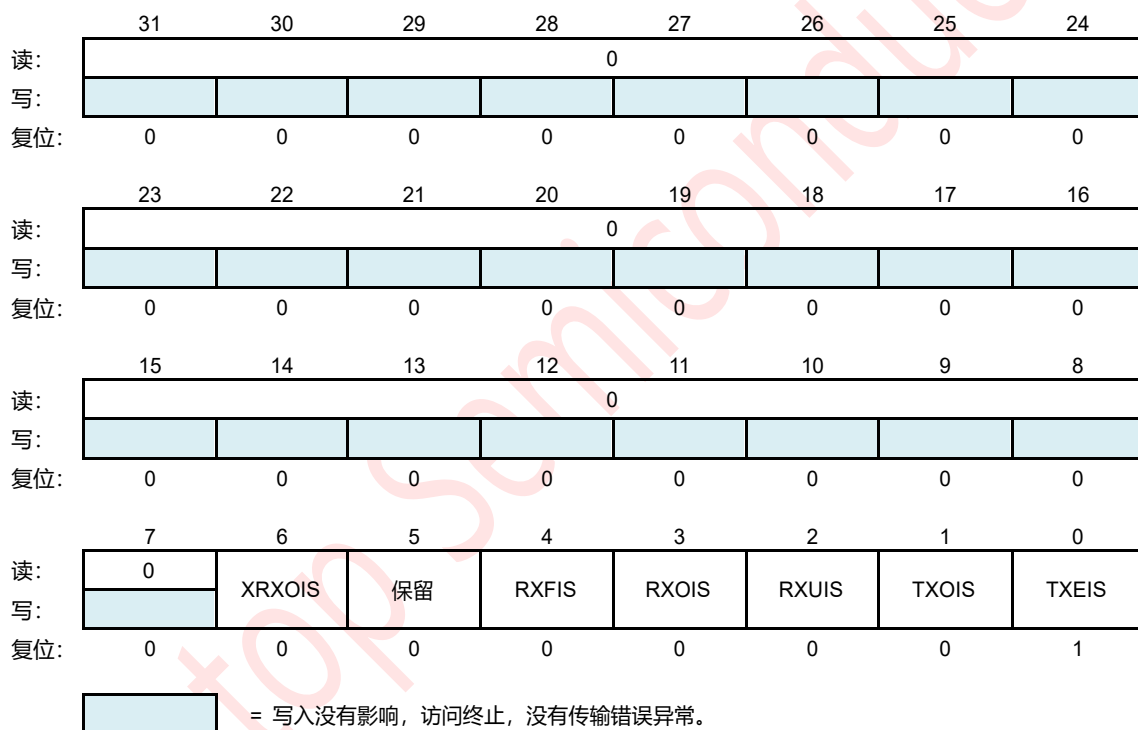 31 30 29 28 27 26 25 24
读： 0
写：
复位： 0 0 0 0 0 0 0 0
23 22 21 20 19 18 17 16
读： 0
写：
复位： 0 0 0 0 0 0 0 0
15 14 13 12 11 10 9 8
读： 0
写：
复位： 0 0 0 0 0 0 0 0
7 6 5 4 3 2 1 0
读： 0 XRXOIS 保留 RXFIS RXOIS RXUIS TXOIS TXEIS
写：
复位： 0 0 0 0 0 0 0 1
= 写入没有影响，访问终止，没有传输错误异常。
top Semiconduc